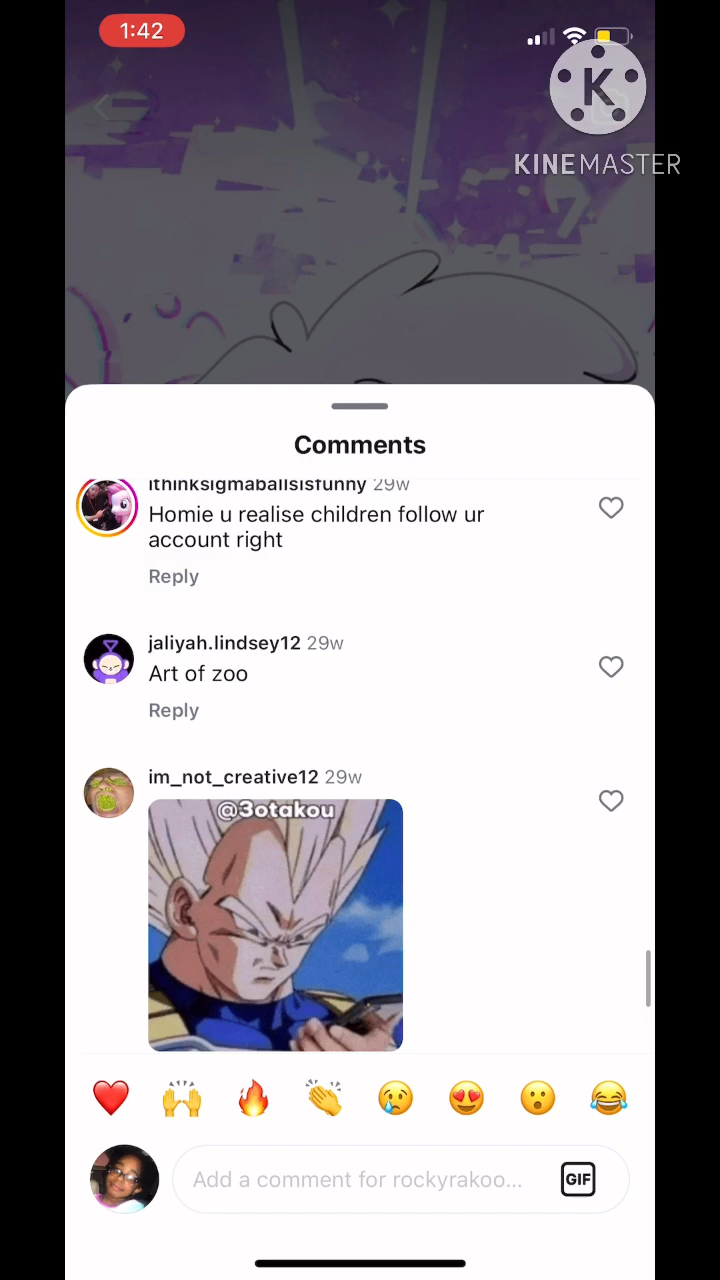 1:42
K
KINEMASTER
Comments
ithinksigmaballsisfunny 29w
Homie u realise children follow ur
account right
Reply
jaliyah.lindsey12 29w
Art of zoo
Reply
im_not_creative12 29w
@3otakou
Add a comment for rockyrakoo...
GIF